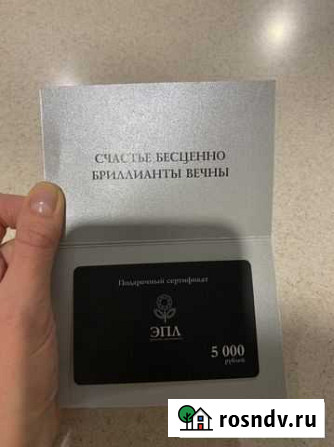 СЧАСТЬЕ БЕСЦЕННО
БРИЛЛИАНТЫ ВЕЧНЫ
Подарочный сертификат
ЭПЛ
5 000
рублей
rosndv.ru